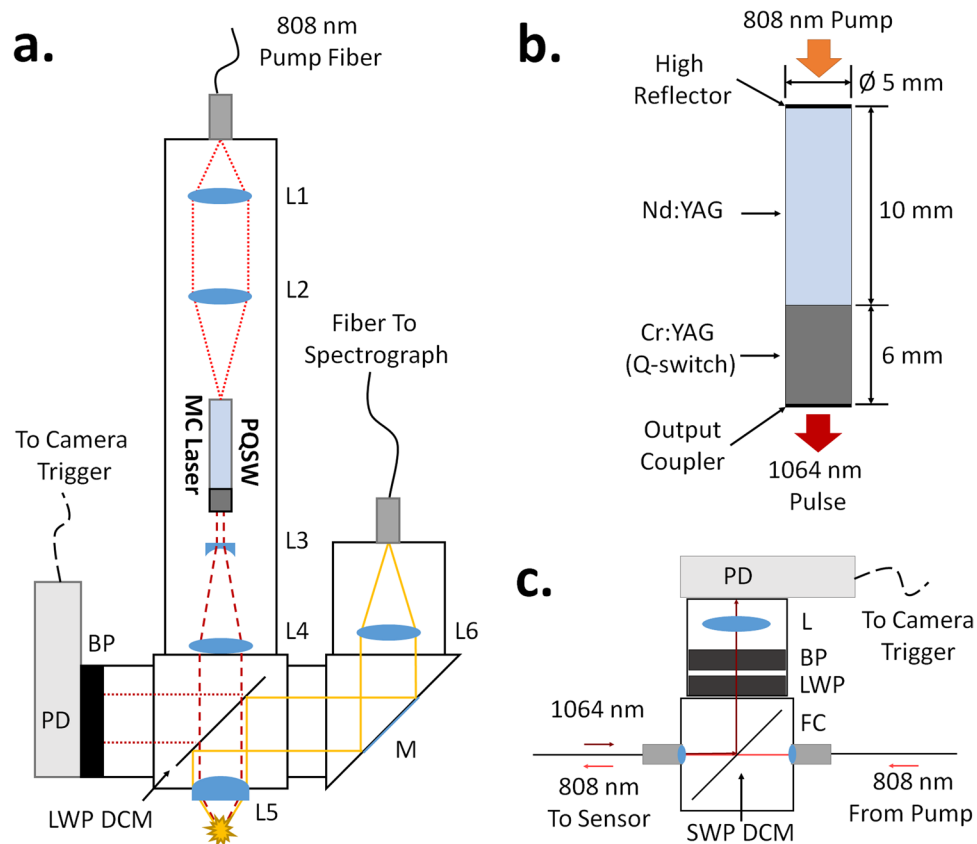 a.
808 nm
Pump Fiber
L1
L2
Fiber To
Spectrograph
PQSW
MC Laser
To Camera
Trigger
L3
L4
L6
BP
PD
M
LWP DCM
L5
b.
808 nm Pump
High
Reflector
Ø 5 mm
Nd:YAG
10 mm
Cr:YAG
(Q-switch)
6 mm
Output
Coupler
1064 nm
Pulse
c.
PD
L
To Camera
Trigger
BP
LWP
1064 nm
FC
808 nm
To Sensor
808 nm
From Pump
SWP DCM